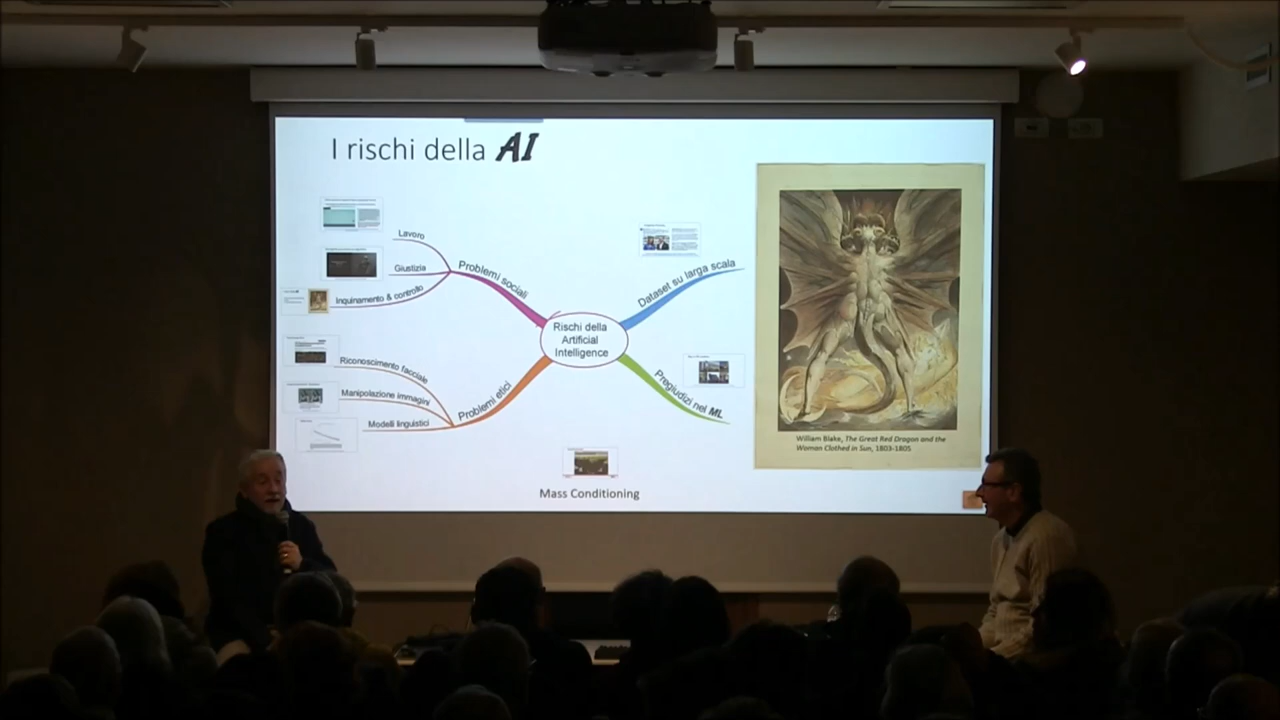 I rischi della AI
Lavoro
Giustizia
Inquinamento & controllo
Problemi sociali
Riconoscimento facciale
Manipolazione immagini
Modelli linguistici
Problemi etici
Rischi della
Artificial
Intelligence
Dataset su larga scala
Pregiudizi nel ML
Mass Conditioning
William Blake, The Great Red Dragon and the
Woman Clothed in Sun, 1803-1805.